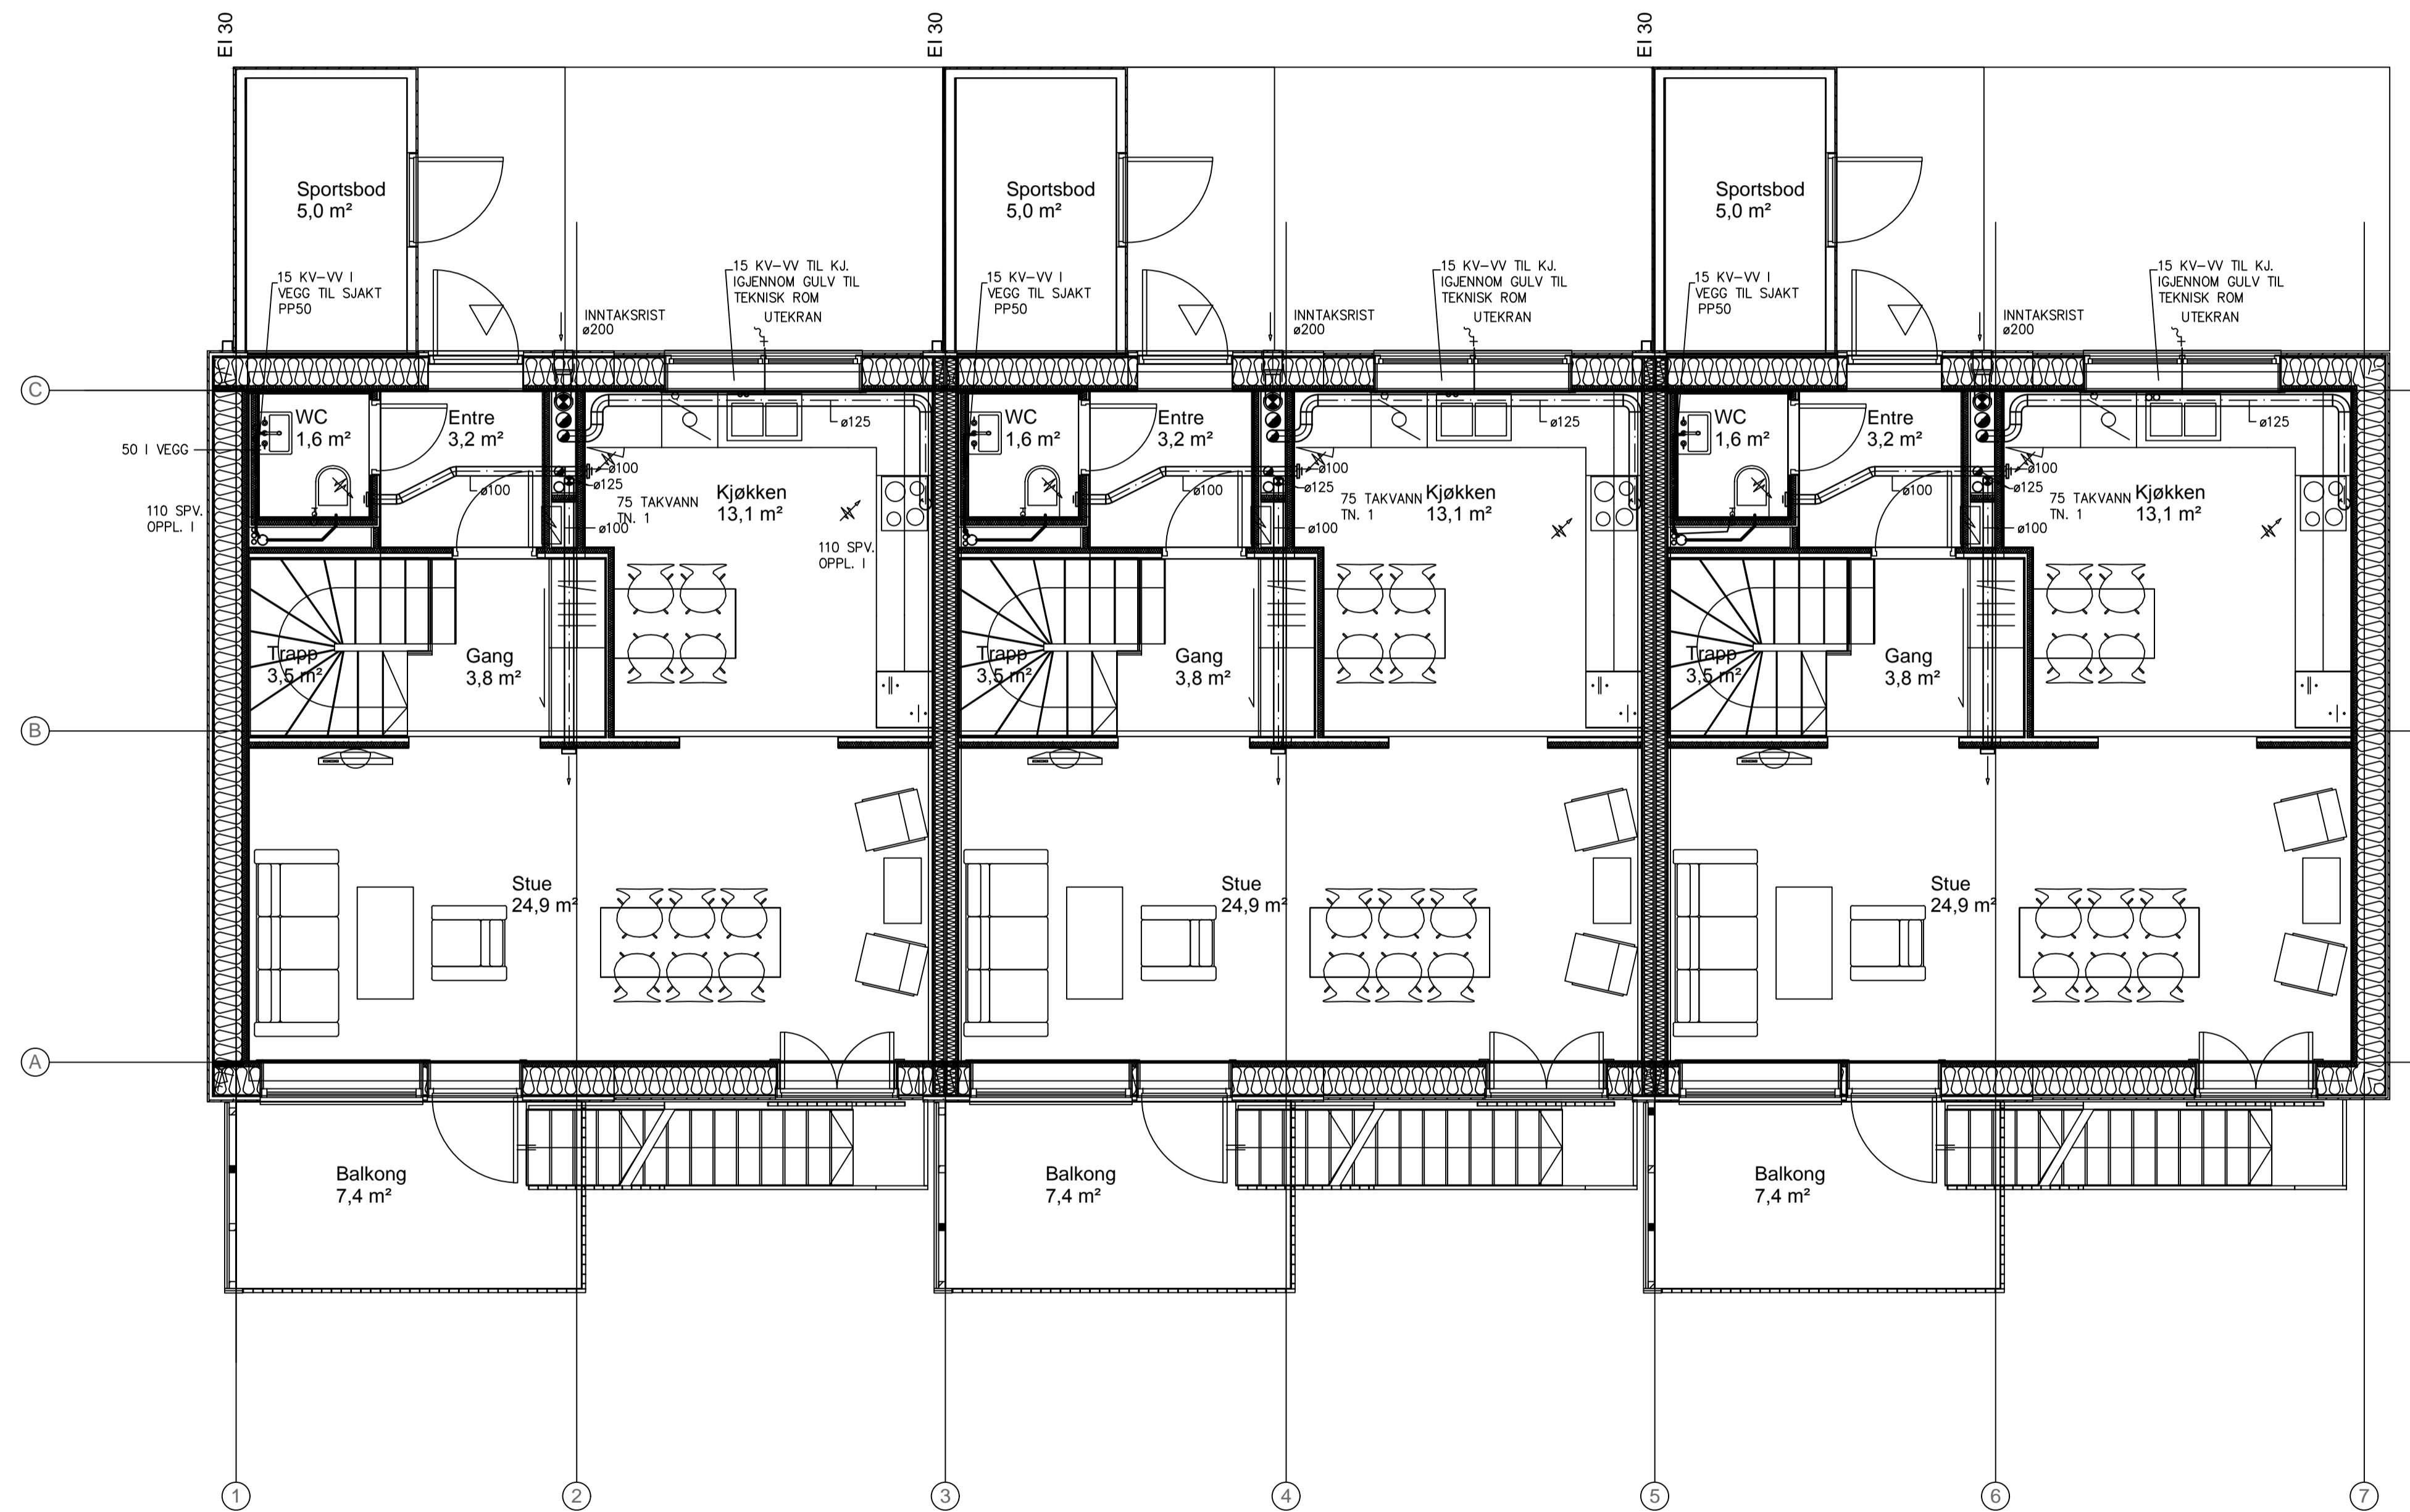 EI 30
EI 30
EI 30
Sportsbod
5,0 m²
Sportsbod
5,0 m²
Sportsbod
5,0 m²
15 KV-VV I
VEGG TIL SJAKT
PP50
INNTAKSRIST
ø200
15 KV-VV TIL KJ.
IGJENNOM GULV TIL
TEKNISK ROM
UTEKRAN
15 KV-VV I
VEGG TIL SJAKT
PP50
INNTAKSRIST
ø200
15 KV-VV TIL KJ.
IGJENNOM GULV TIL
TEKNISK ROM
UTEKRAN
15 KV-VV I
VEGG TIL SJAKT
PP50
INNTAKSRIST
ø200
15 KV-VV TIL KJ.
IGJENNOM GULV TIL
TEKNISK ROM
UTEKRAN
C
50 I VEGG
110 SPV.
OPPL. I
WC
1,6 m²
Entre
3,2 m²
ø125
ø100
ø100
ø125
ø100
75 TAKVANN
TN. 1
Kjøkken
13,1 m²
110 SPV.
OPPL. I
WC
1,6 m²
Entre
3,2 m²
ø125
ø100
ø100
ø125
ø100
75 TAKVANN
TN. 1
Kjøkken
13,1 m²
WC
1,6 m²
Entre
3,2 m²
ø125
ø100
ø100
ø125
ø100
75 TAKVANN
TN. 1
Kjøkken
13,1 m²
Trapp
3,5 m²
Gang
3,8 m²
Trapp
3,5 m²
Gang
3,8 m²
Trapp
3,5 m²
Gang
3,8 m²
B
Stue
24,9 m²
Stue
24,9 m²
Stue
24,9 m²
A
Balkong
7,4 m²
Balkong
7,4 m²
Balkong
7,4 m²
1
2
3
4
5
6
7